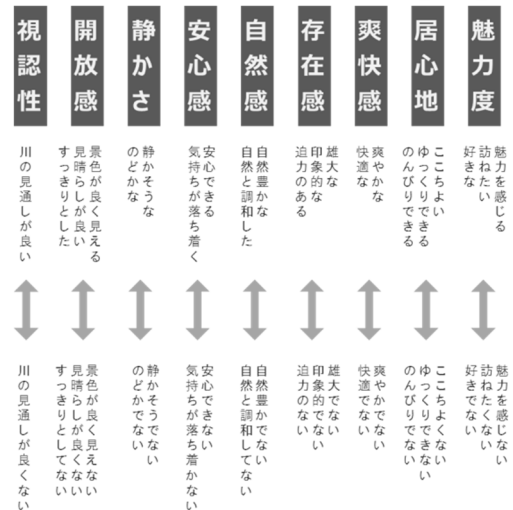 魅力度
居心地
爽快感
存在感
自然感
安心感
静かさ
開放感
視認性
魅力を感じる
訪ねたい
好きな
ここちよい
ゆっくりできる
のんびりできる
爽やかな
快適な
雄大な
印象的な
迫力のある
自然豊かな
自然と調和した
安心できる
気持ちが落ち着く
静かそうな
のどかな
景色が良く見える
見晴らしが良い
すっきりとした
川の見通しが良い
魅力を感じない
訪ねたくない
好きでない
ここちよくない
ゆっくりできない
のんびりできない
爽やかでない
快適でない
雄大でない
印象的でない
迫力のない
自然豊かでない
自然と調和してない
安心できない
気持ちが落ち着かない
静かそうでない
のどかでない
景色が良く見えない
見晴らしが良くない
すっきりとしてない
川の見通しが良くない